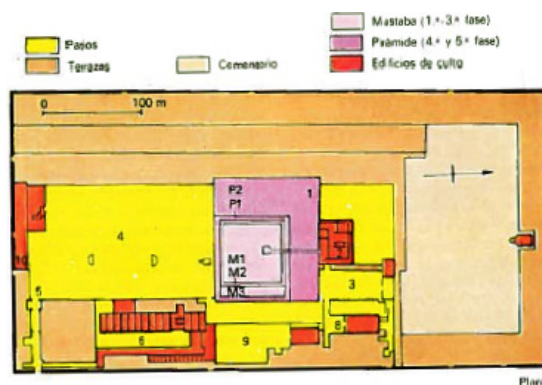 Patios
Terrazas
Cementerio
Mastaba (1.ª-3.ª fase)
Pirámide (4.ª y 5.ª fase)
Edificios de culto
0 100 m
P2
P1
1
2
4
M1
M2
M3
3
10
5
6
8
9